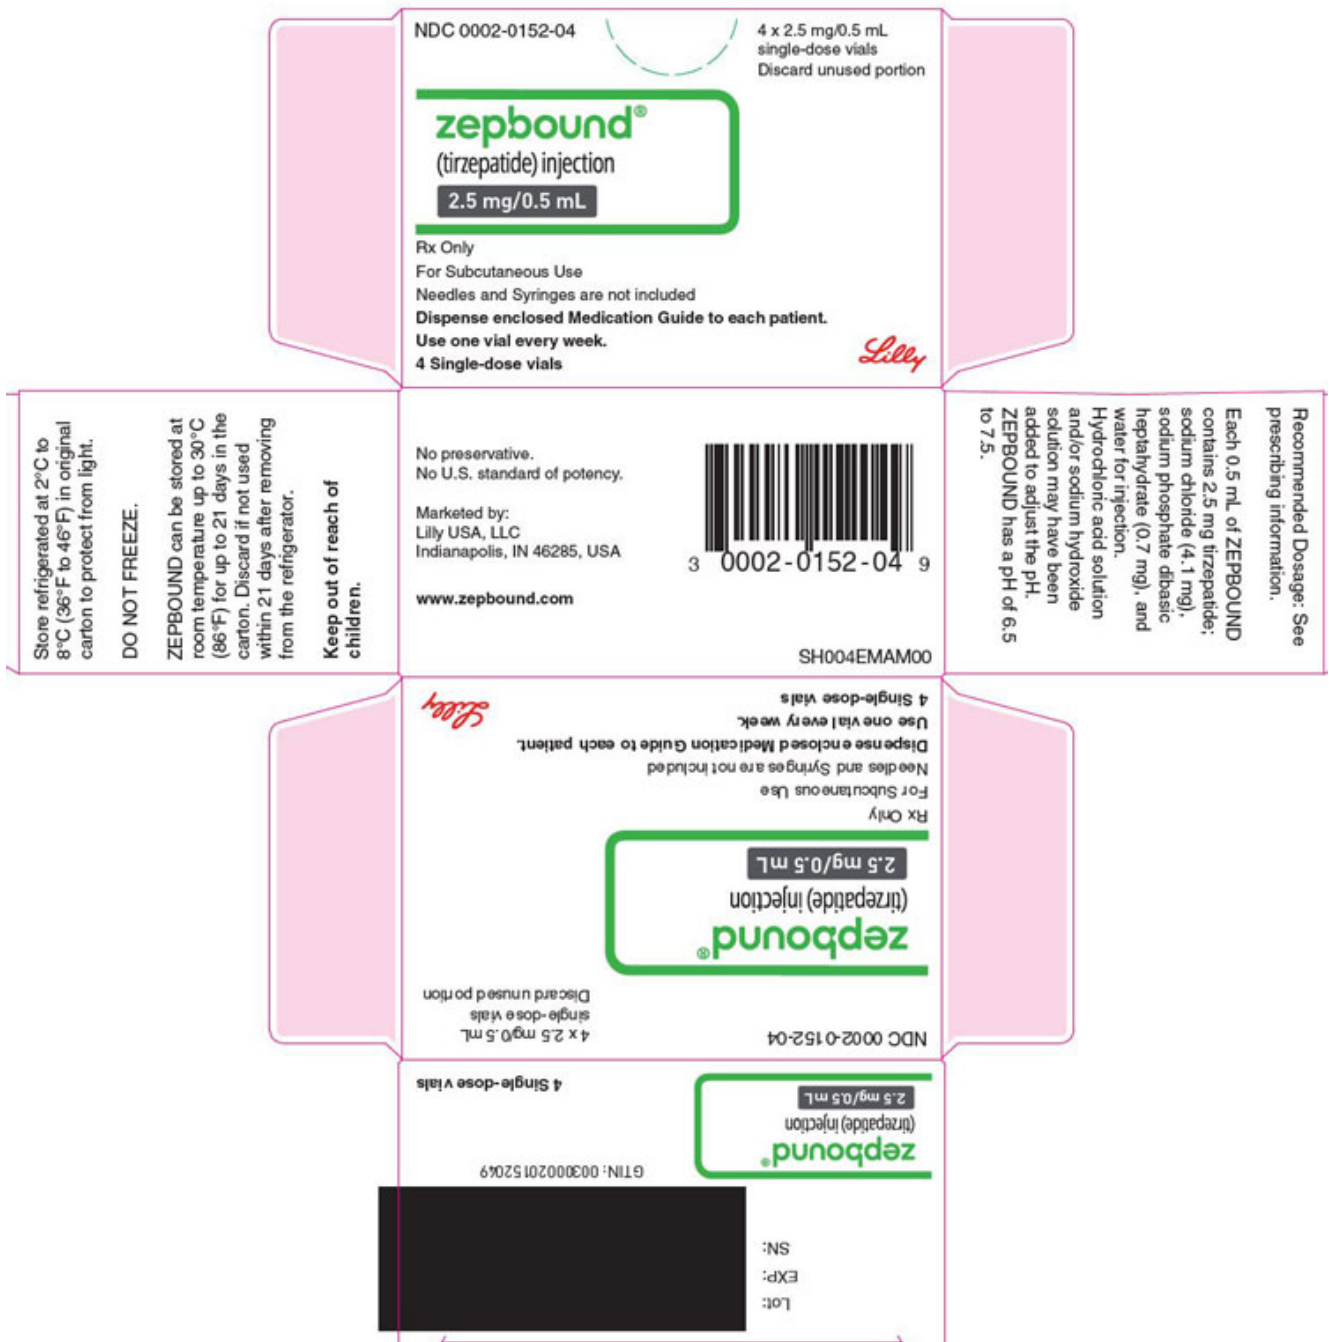 NDC 0002-0152-04
4 x 2.5 mg/0.5 mL
single-dose vials
Discard unused portion
zepbound®
(tirzepatide) injection
2.5 mg/0.5 mL
Rx Only
For Subcutaneous Use
Needles and Syringes are not included
Dispense enclosed Medication Guide to each patient.
Use one vial every week.
4 Single-dose vials
Lilly
Store refrigerated at 2°C to
8°C (36°F to 46°F) in original
carton to protect from light.
DO NOT FREEZE.
ZEPBOUND can be stored at
room temperature up to 30°C
(86°F) for up to 21 days in the
carton. Discard if not used
within 21 days after removing
from the refrigerator.
Keep out of reach of
children.
No preservative.
No U.S. standard of potency.
Marketed by:
Lilly USA, LLC
Indianapolis, IN 46285, USA
www.zepbound.com
3 0002-0152-04 9
SH004EMAM00
Recommended Dosage: See
prescribing information.
Each 0.5 mL of ZEPBOUND
contains 2.5 mg tirzepatide;
sodium chloride (4.1 mg),
sodium phosphate dibasic
heptahydrate (0.7 mg), and
water for injection.
Hydrochloric acid solution
and/or sodium hydroxide
solution may have been
added to adjust the pH.
ZEPBOUND has a pH of 6.5
to 7.5.
NDC 0002-0152-04
4 x 2.5 mg/0.5 mL
single-dose vials
Discard unused portion
zepbound®
(tirzepatide) injection
2.5 mg/0.5 mL
Rx Only
For Subcutaneous Use
Needles and Syringes are not included
Dispense enclosed Medication Guide to each patient.
Use one vial every week.
4 Single-dose vials
Lilly
Lot:
EXP:
SN:
GTIN: 00300020152049
zepbound®
(tirzepatide) injection
2.5 mg/0.5 mL
4 Single-dose vials